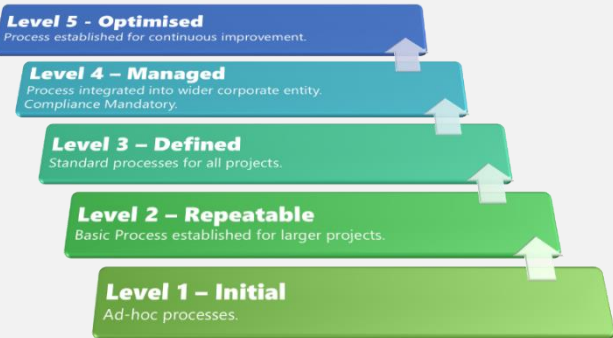 Level 5 - Optimised
Process established for continuous improvement.
Level 4 – Managed
Process integrated into wider corporate entity.
Compliance Mandatory.
Level 3 – Defined
Standard processes for all projects.
Level 2 – Repeatable
Basic Process established for larger projects.
Level 1 – Initial
Ad-hoc processes.